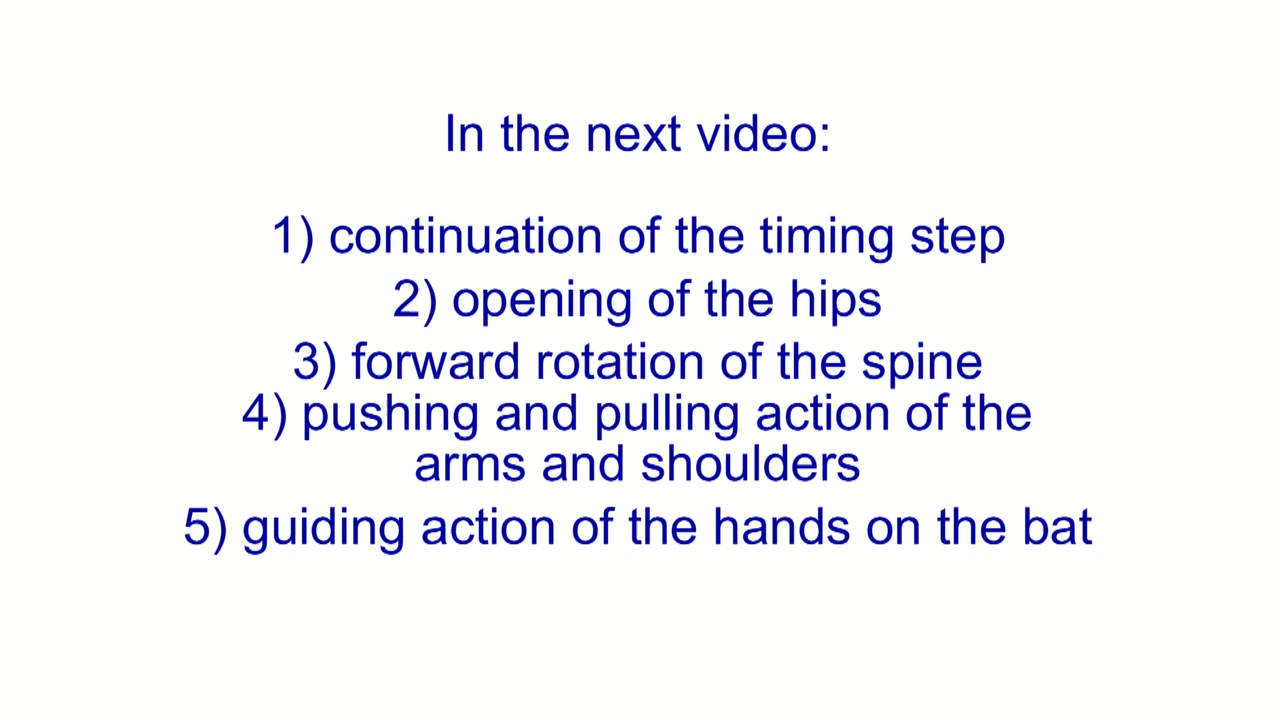 In the next video:
1) continuation of the timing step
2) opening of the hips
3) forward rotation of the spine
4) pushing and pulling action of the
arms and shoulders
5) guiding action of the hands on the bat